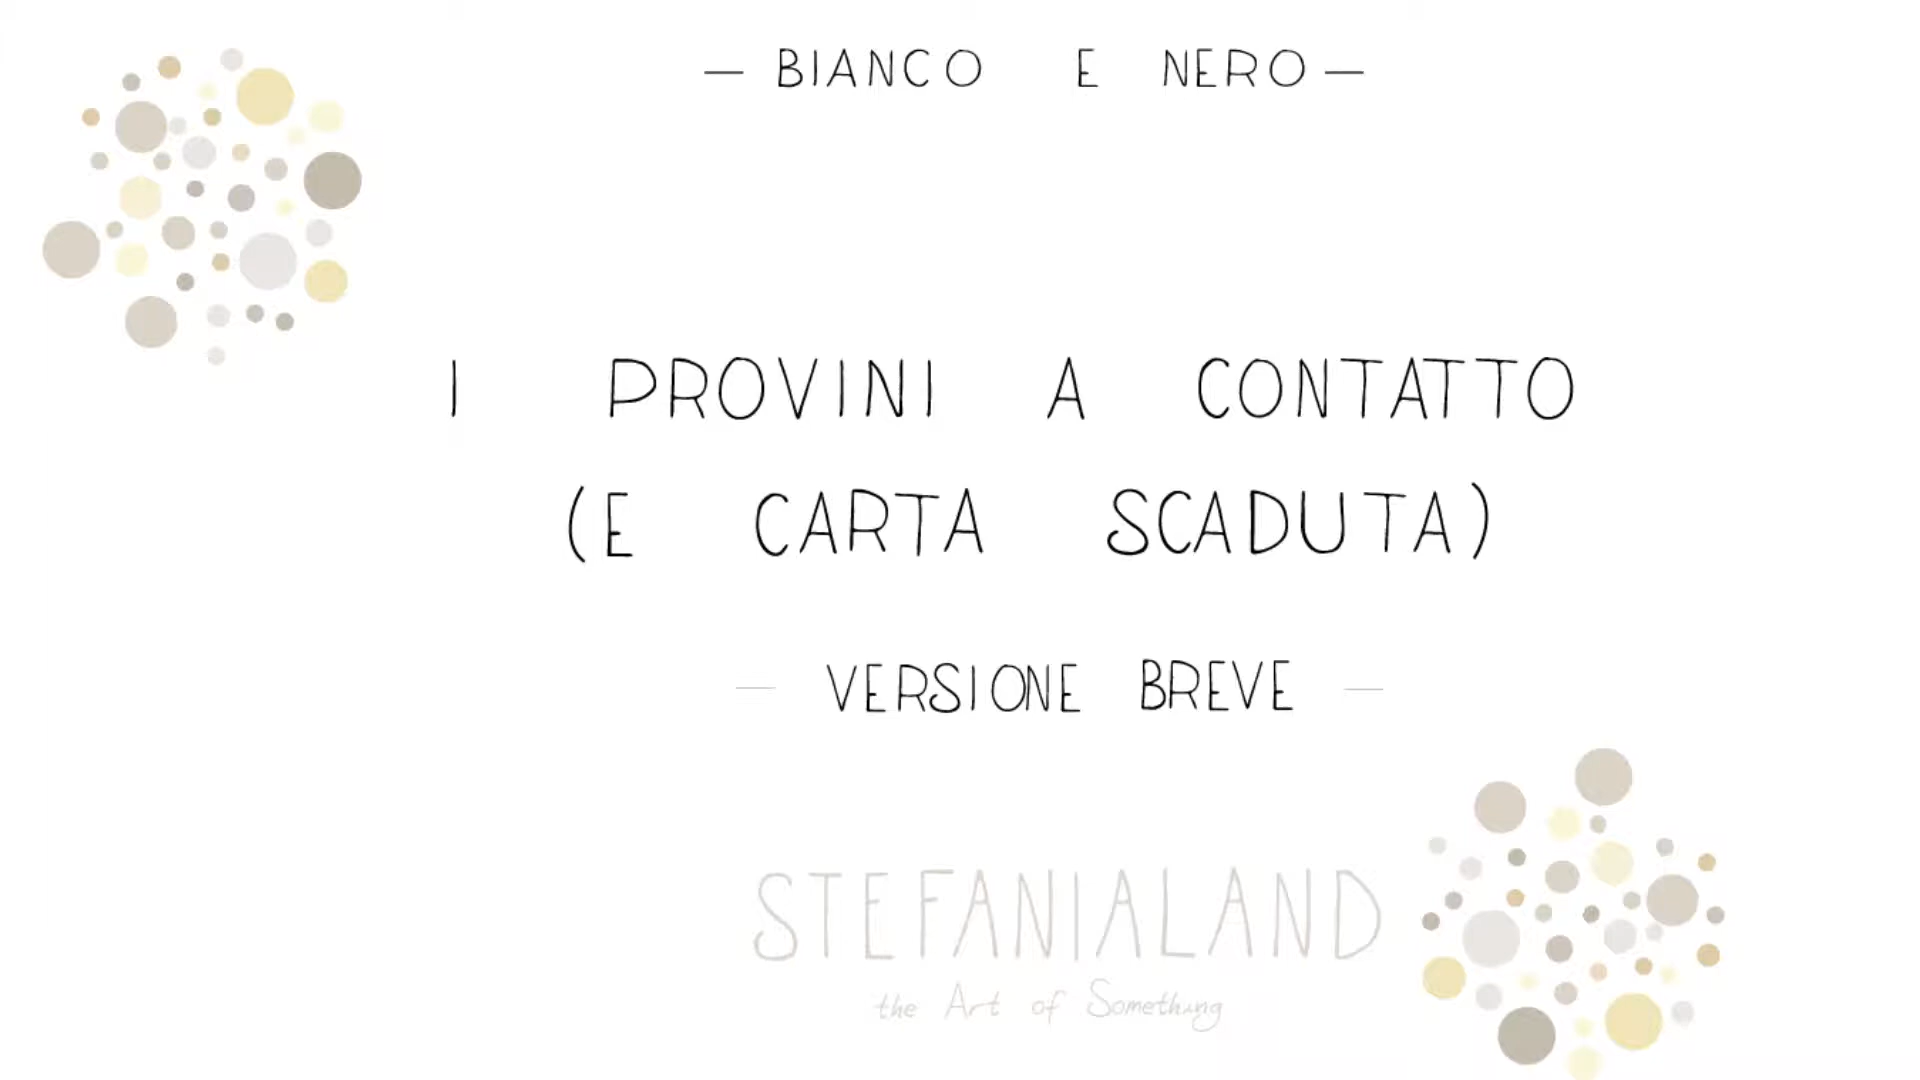 — BIANCO E NERO —
I PROVINI A CONTATTO
(E CARTA SCADUTA)
— VERSIONE BREVE —
STEFANIALAND
the Art of Something